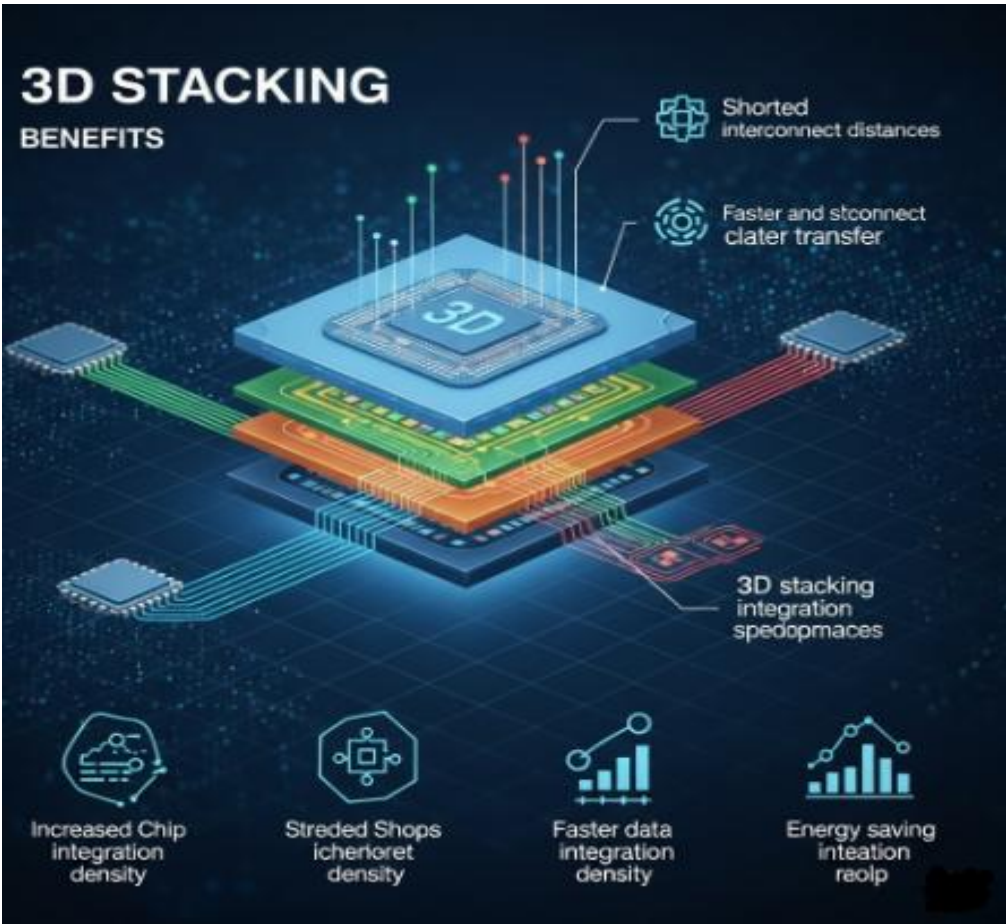 3D STACKING
BENEFITS
Shorted
interconnect distances
Faster and stconnect
clater transfer
3D
3D stacking
integration
spedopmaces
Increased Chip
integration
density
Streded Shops
ichenoret
density
Faster data
integration
density
Energy saving
inteation
reolp